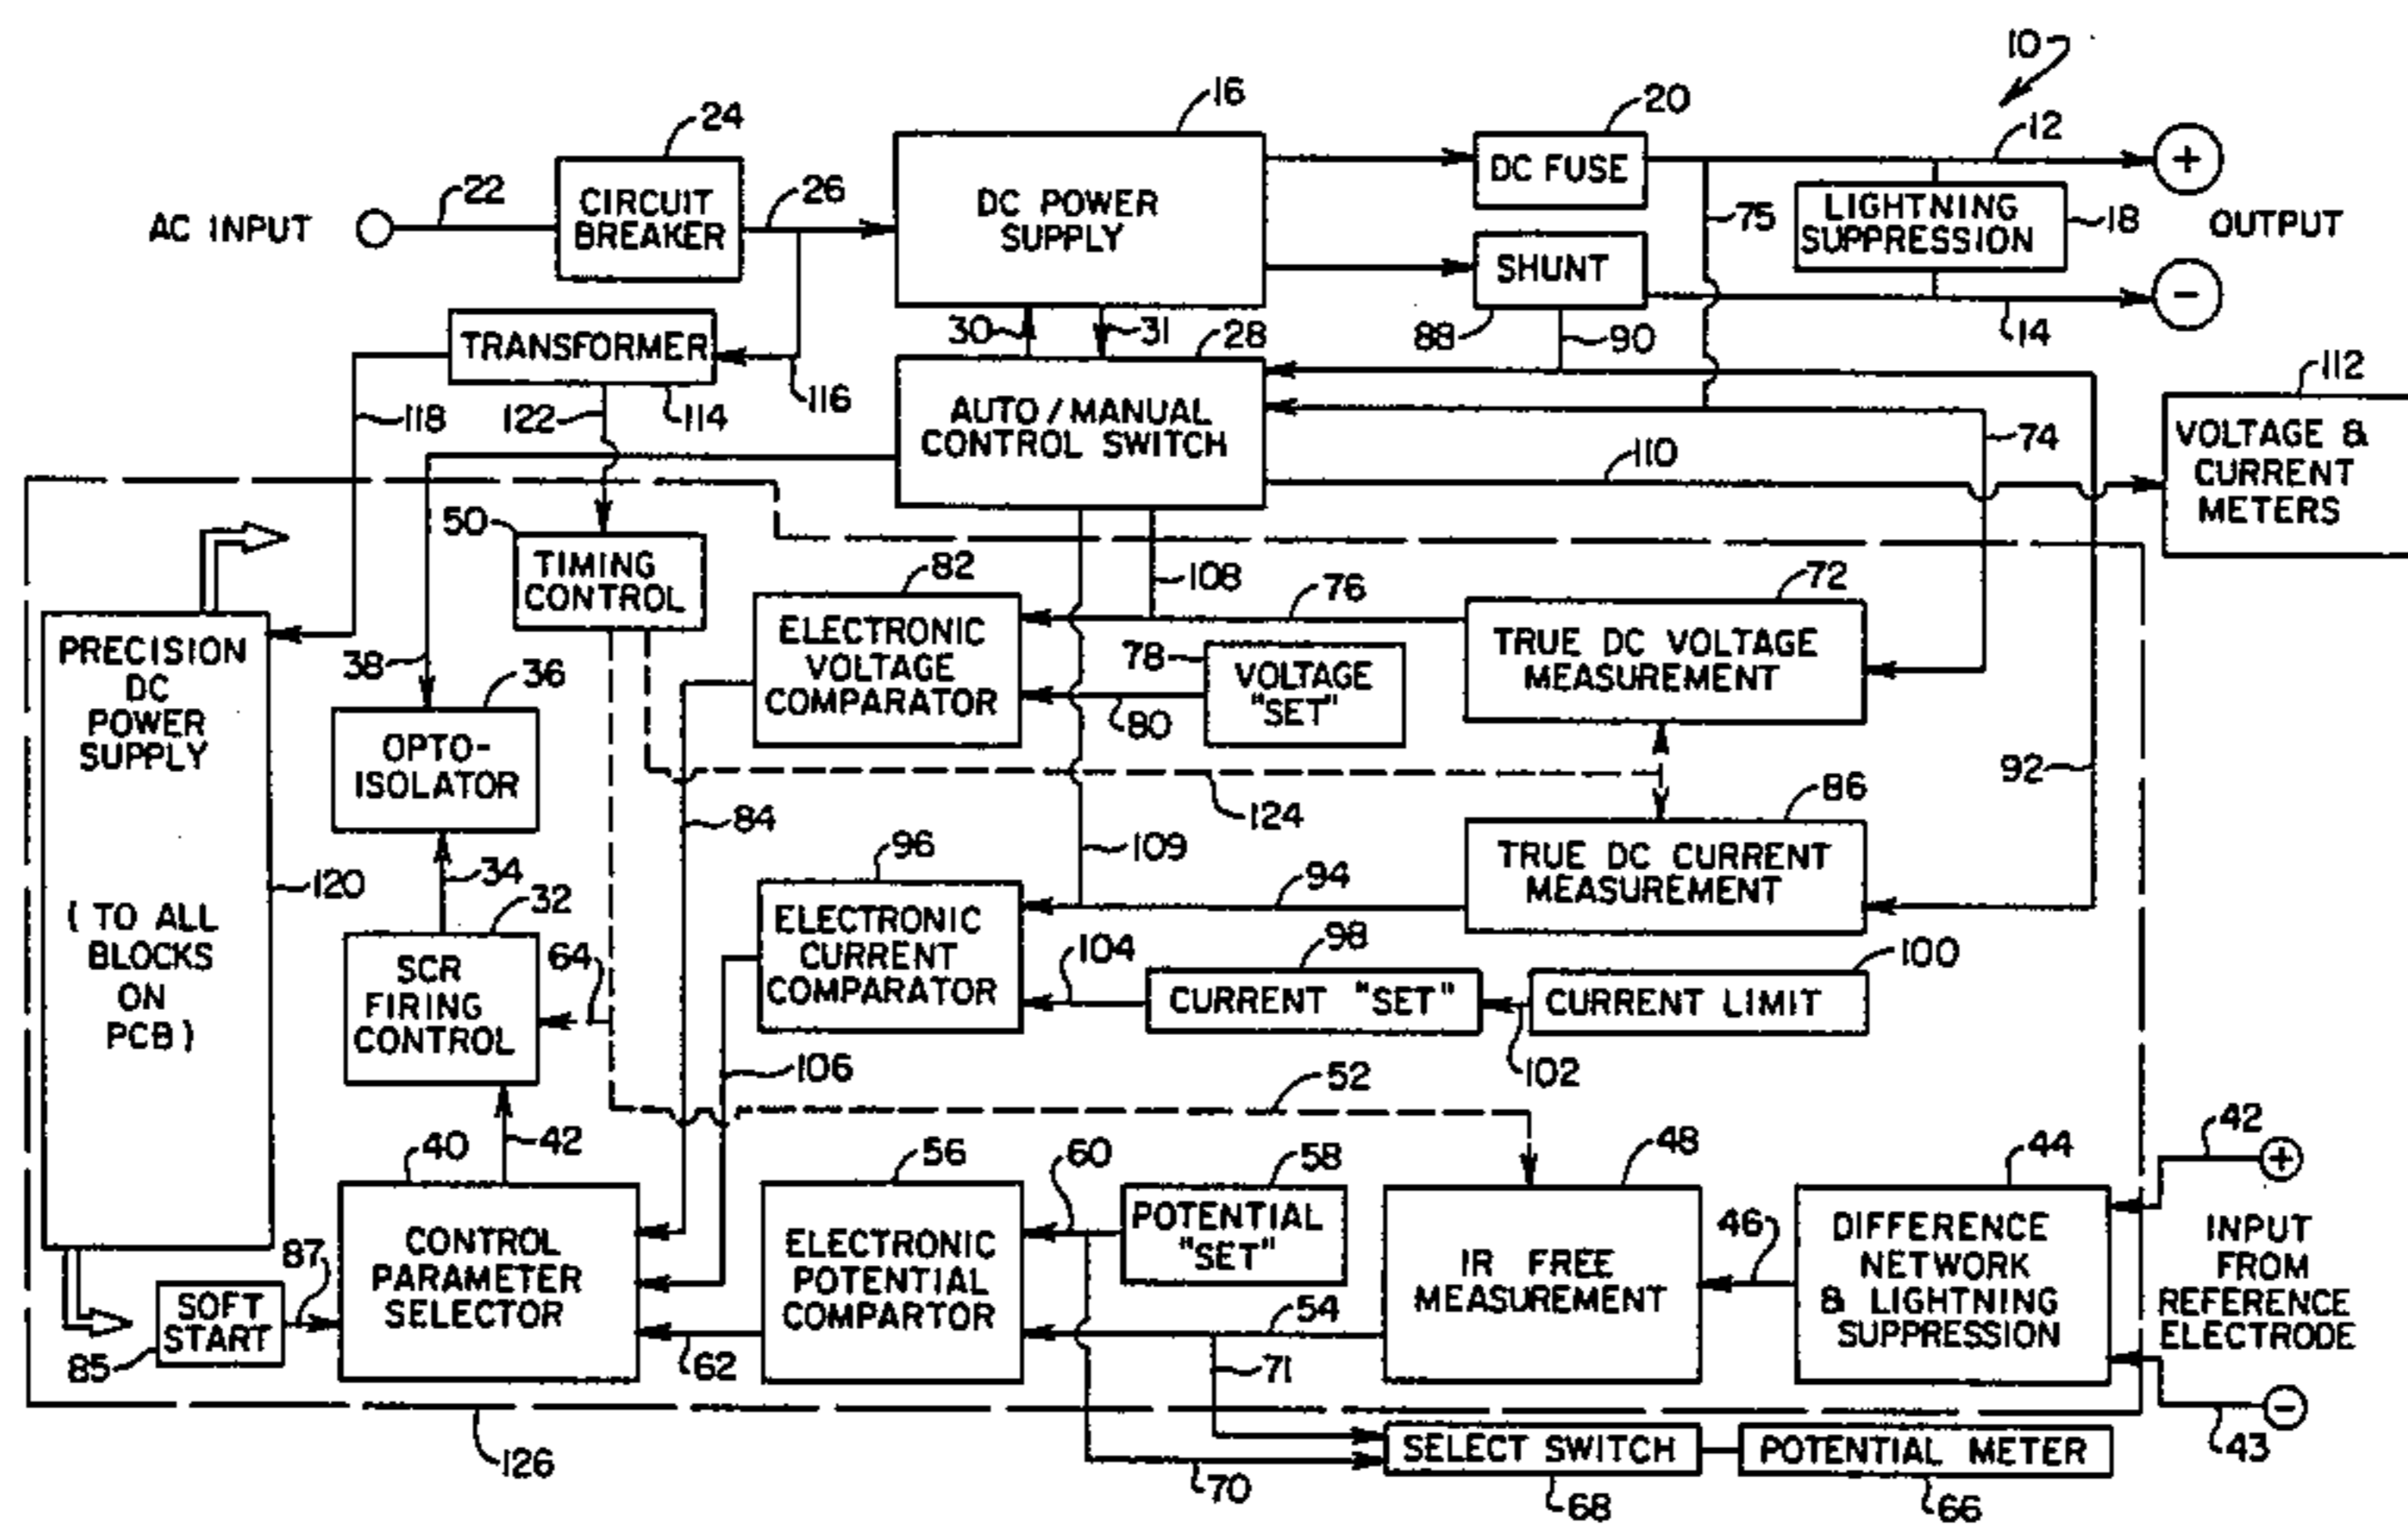 10
16
20
24
12
22
26
AC INPUT
CIRCUIT
BREAKER
DC POWER
SUPPLY
DC FUSE
75
LIGHTNING
SUPPRESSION
18
+
OUTPUT
SHUNT
-
14
30
31
28
88
90
TRANSFORMER
116
118
122
114
AUTO / MANUAL
CONTROL SWITCH
112
VOLTAGE &
CURRENT
METERS
74
110
50
TIMING
CONTROL
82
108
76
72
PRECISION
DC
POWER
SUPPLY
(TO ALL
BLOCKS
ON
PCB)
38
36
ELECTRONIC
VOLTAGE
COMPARATOR
78
VOLTAGE
"SET"
80
TRUE DC VOLTAGE
MEASUREMENT
OPTO-
ISOLATOR
92
84
124
86
96
109
TRUE DC CURRENT
MEASUREMENT
120
34
32
94
ELECTRONIC
CURRENT
COMPARATOR
98
100
SCR
FIRING
CONTROL
64
104
CURRENT "SET"
CURRENT LIMIT
102
106
52
40
42
56
60
58
48
44
42
+
POTENTIAL
"SET"
46
INPUT
FROM
REFERENCE
ELECTRODE
87
CONTROL
PARAMETER
SELECTOR
ELECTRONIC
POTENTIAL
COMPARTOR
IR FREE
MEASUREMENT
DIFFERENCE
NETWORK
& LIGHTNING
SUPPRESSION
SOFT
START
85
62
54
71
-
43
126
70
SELECT SWITCH
68
POTENTIAL METER
66